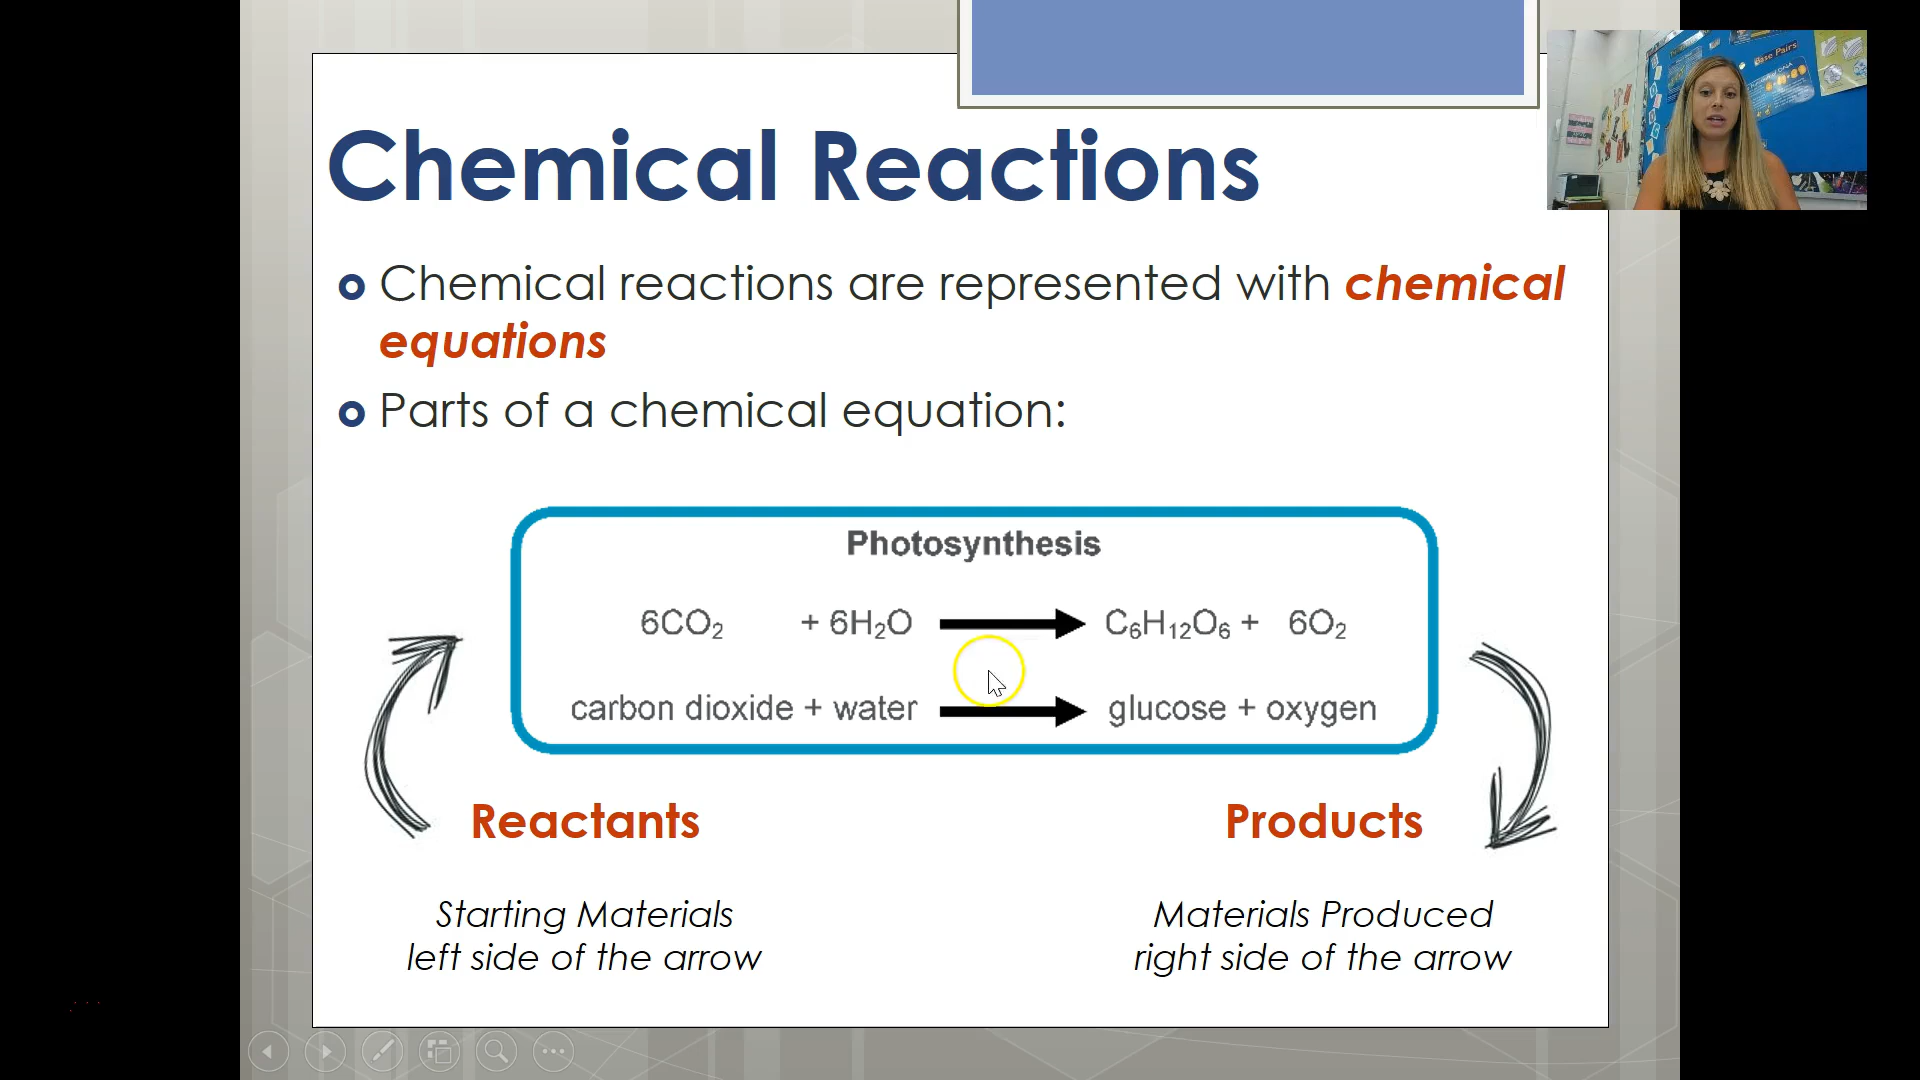 Chemical Reactions
Chemical reactions are represented with chemical
equations
Parts of a chemical equation:
Photosynthesis
6CO₂ + 6H₂O C₆H₁₂O₆ + 6O₂
carbon dioxide + water glucose + oxygen
Reactants
Products
Starting Materials
left side of the arrow
Materials Produced
right side of the arrow
Base Pairs